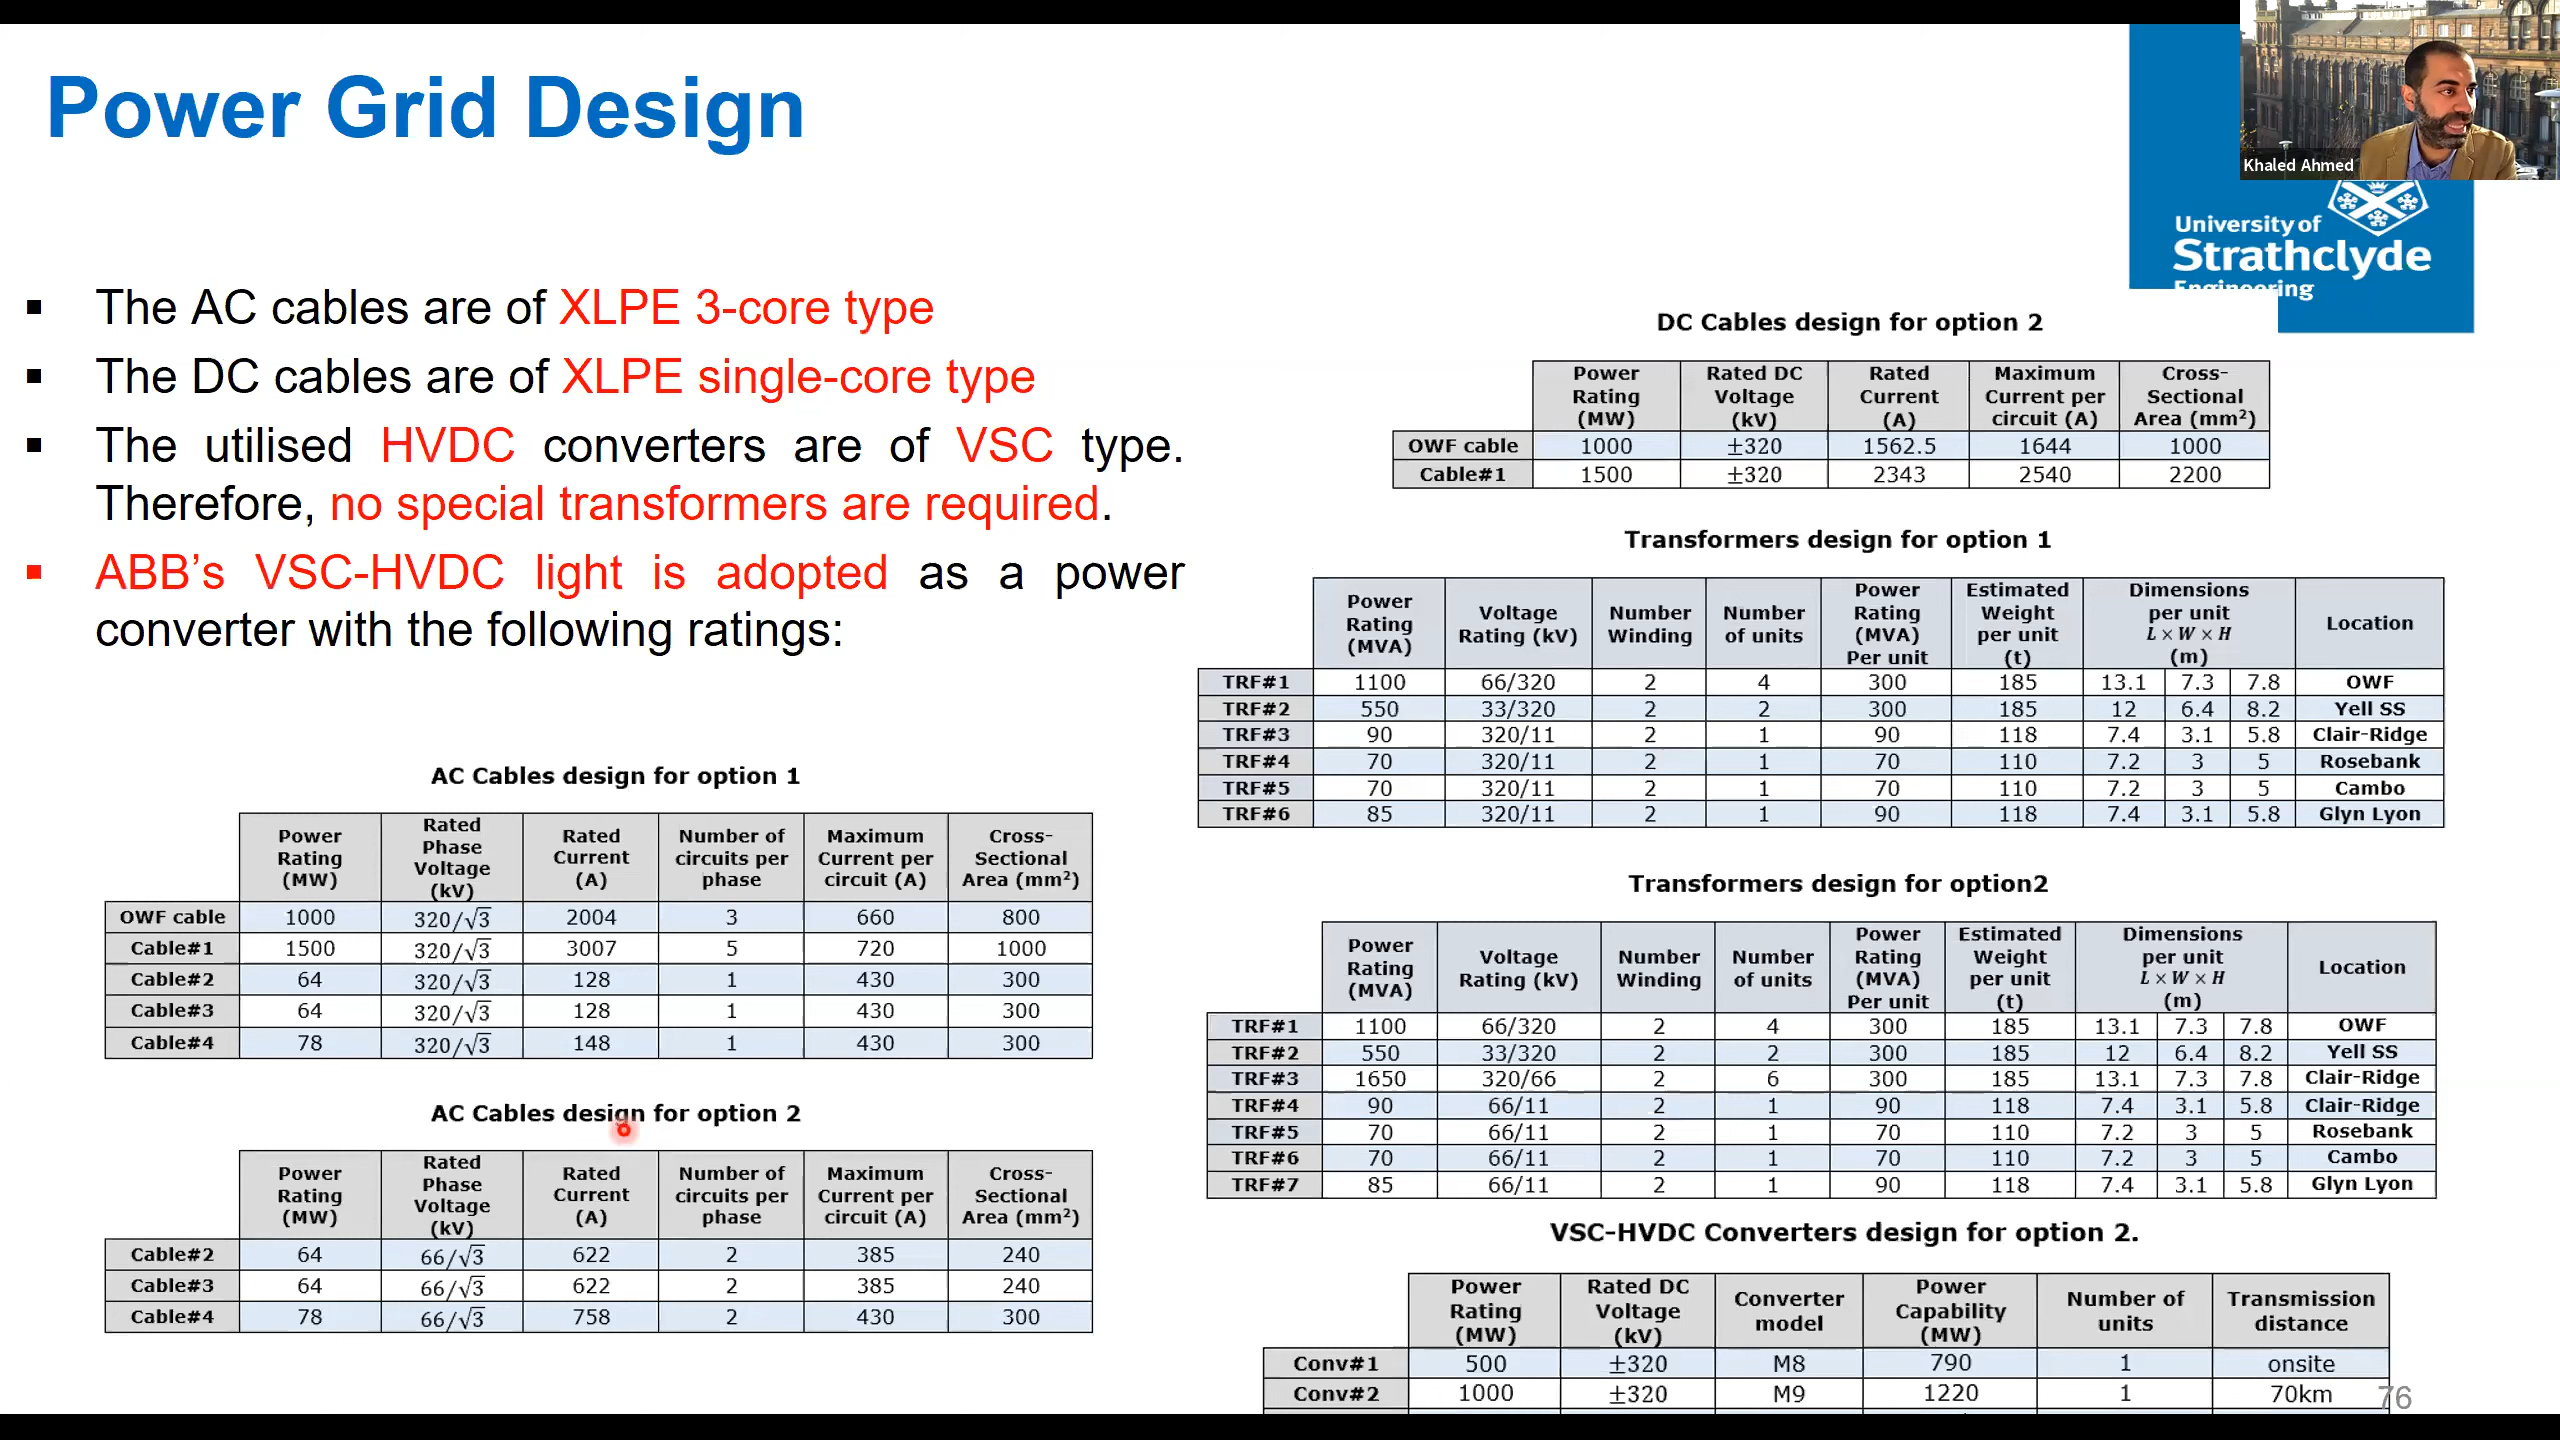 Power Grid Design
Khaled Ahmed
University of
Strathclyde
Engineering
▪ The AC cables are of XLPE 3-core type
▪ The DC cables are of XLPE single-core type
▪ The utilised HVDC converters are of VSC type.
Therefore, no special transformers are required.
▪ ABB’s VSC-HVDC light is adopted as a power
converter with the following ratings:
AC Cables design for option 1
Power Rating (MW) Rated Phase Voltage (kV) Rated Current (A) Number of circuits per phase Maximum Current per circuit (A) Cross-Sectional Area (mm²)
OWF cable 1000 320/√3 2004 3 660 800
Cable#1 1500 320/√3 3007 5 720 1000
Cable#2 64 320/√3 128 1 430 300
Cable#3 64 320/√3 128 1 430 300
Cable#4 78 320/√3 148 1 430 300
AC Cables design for option 2
Power Rating (MW) Rated Phase Voltage (kV) Rated Current (A) Number of circuits per phase Maximum Current per circuit (A) Cross-Sectional Area (mm²)
Cable#2 64 66/√3 622 2 385 240
Cable#3 64 66/√3 622 2 385 240
Cable#4 78 66/√3 758 2 430 300
DC Cables design for option 2
Power Rating (MW) Rated DC Voltage (kV) Rated Current (A) Maximum Current per circuit (A) Cross-Sectional Area (mm²)
OWF cable 1000 ±320 1562.5 1644 1000
Cable#1 1500 ±320 2343 2540 2200
Transformers design for option 1
Power Rating (MVA) Voltage Rating (kV) Number Winding Number of units Power Rating (MVA) Per unit Estimated Weight per unit (t) Dimensions per unit L×W×H (m) Location
TRF#1 1100 66/320 2 4 300 185 13.1 7.3 7.8 OWF
TRF#2 550 33/320 2 2 300 185 12 6.4 8.2 Yell SS
TRF#3 90 320/11 2 1 90 118 7.4 3.1 5.8 Clair-Ridge
TRF#4 70 320/11 2 1 70 110 7.2 3 5 Rosebank
TRF#5 70 320/11 2 1 70 110 7.2 3 5 Cambo
TRF#6 85 320/11 2 1 90 118 7.4 3.1 5.8 Glyn Lyon
Transformers design for option2
Power Rating (MVA) Voltage Rating (kV) Number Winding Number of units Power Rating (MVA) Per unit Estimated Weight per unit (t) Dimensions per unit L×W×H (m) Location
TRF#1 1100 66/320 2 4 300 185 13.1 7.3 7.8 OWF
TRF#2 550 33/320 2 2 300 185 12 6.4 8.2 Yell SS
TRF#3 1650 320/66 2 6 300 185 13.1 7.3 7.8 Clair-Ridge
TRF#4 90 66/11 2 1 90 118 7.4 3.1 5.8 Clair-Ridge
TRF#5 70 66/11 2 1 70 110 7.2 3 5 Rosebank
TRF#6 70 66/11 2 1 70 110 7.2 3 5 Cambo
TRF#7 85 66/11 2 1 90 118 7.4 3.1 5.8 Glyn Lyon
VSC-HVDC Converters design for option 2.
Power Rating (MW) Rated DC Voltage (kV) Converter model Power Capability (MW) Number of units Transmission distance
Conv#1 500 ±320 M8 790 1 onsite
Conv#2 1000 ±320 M9 1220 1 70km
76